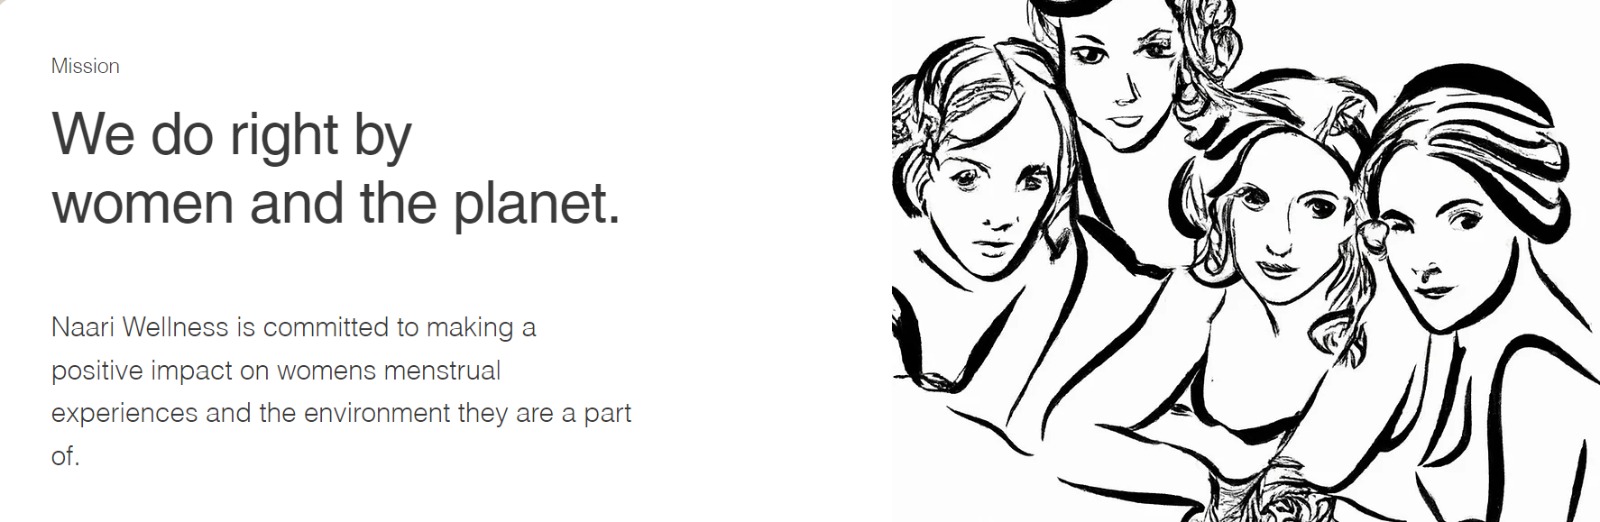 Mission
We do right by
women and the planet.
Naari Wellness is committed to making a
positive impact on womens menstrual
experiences and the environment they are a part
of.